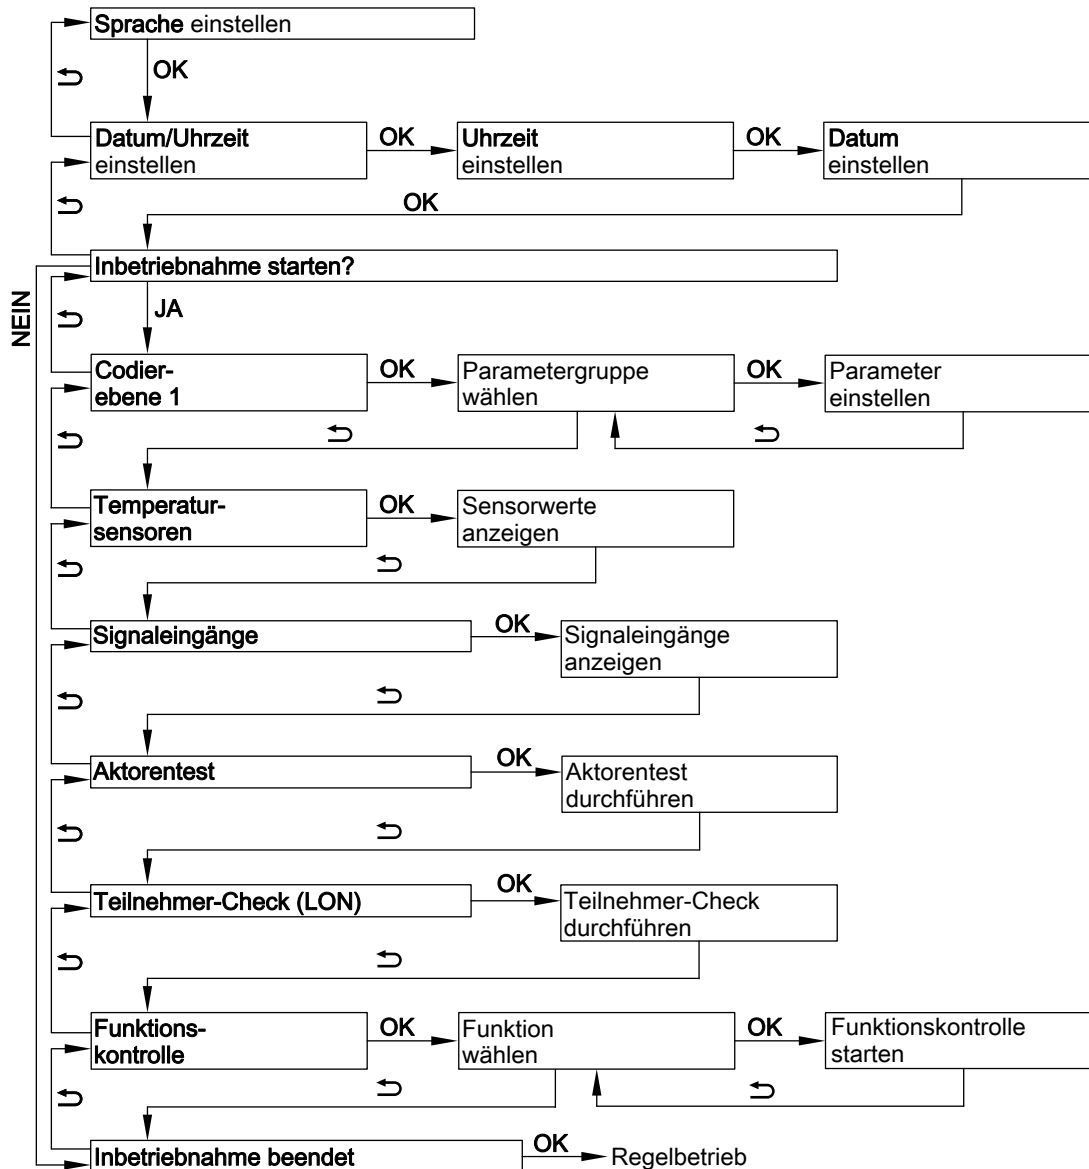 Sprache einstellen
OK
Datum/Uhrzeit
einstellen
OK
Uhrzeit
einstellen
OK
Datum
einstellen
OK
Inbetriebnahme starten?
NEIN
JA
Codier-
ebene 1
OK
Parametergruppe
wählen
OK
Parameter
einstellen
Temperatur-
sensoren
OK
Sensorwerte
anzeigen
Signaleingänge
OK
Signaleingänge
anzeigen
Aktorentest
OK
Aktorentest
durchführen
Teilnehmer-Check (LON)
OK
Teilnehmer-Check
durchführen
Funktions-
kontrolle
OK
Funktion
wählen
OK
Funktionskontrolle
starten
Inbetriebnahme beendet
OK
Regelbetrieb